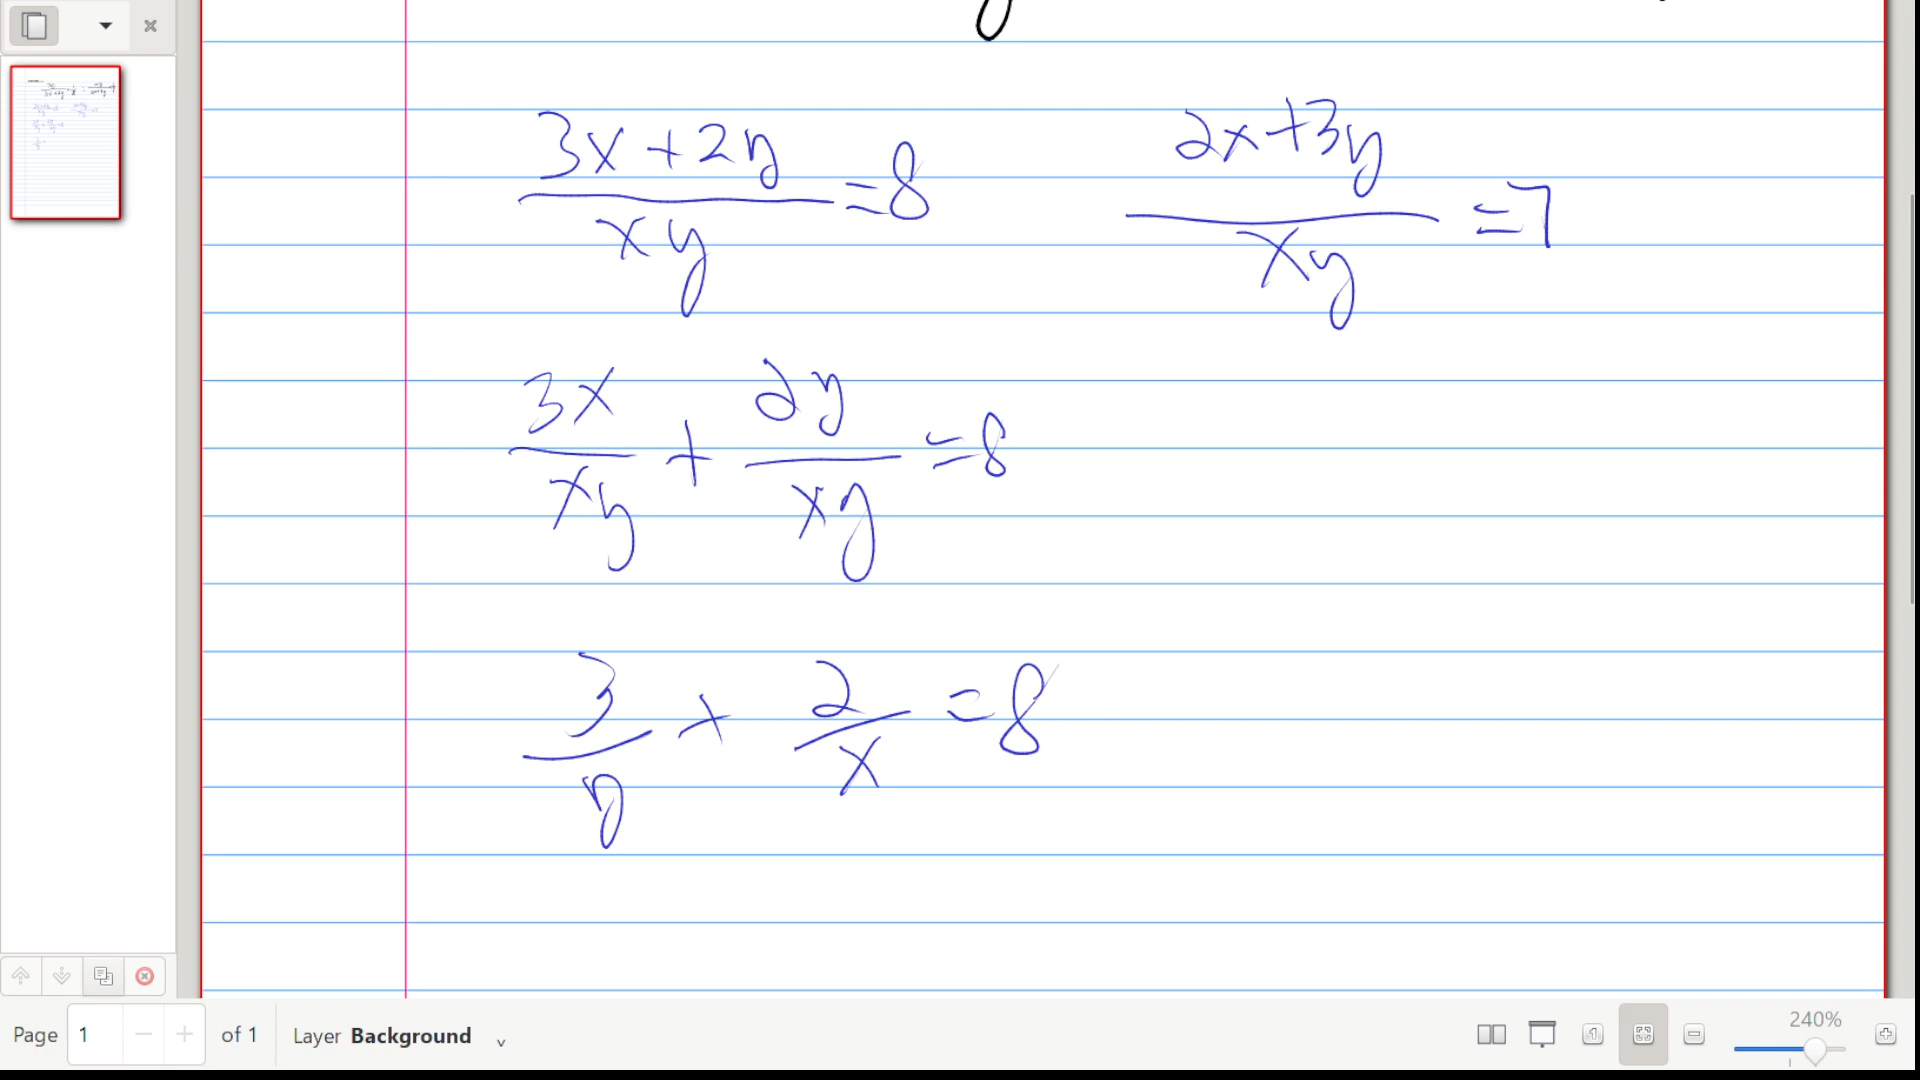 (3x+2y)/(xy) = 8    (2x+3y)/(xy) = 7
3x/(xy) + 2y/(xy) = 8
3/y + 2/x = 8
Page 1 of 1 Layer Background 240%